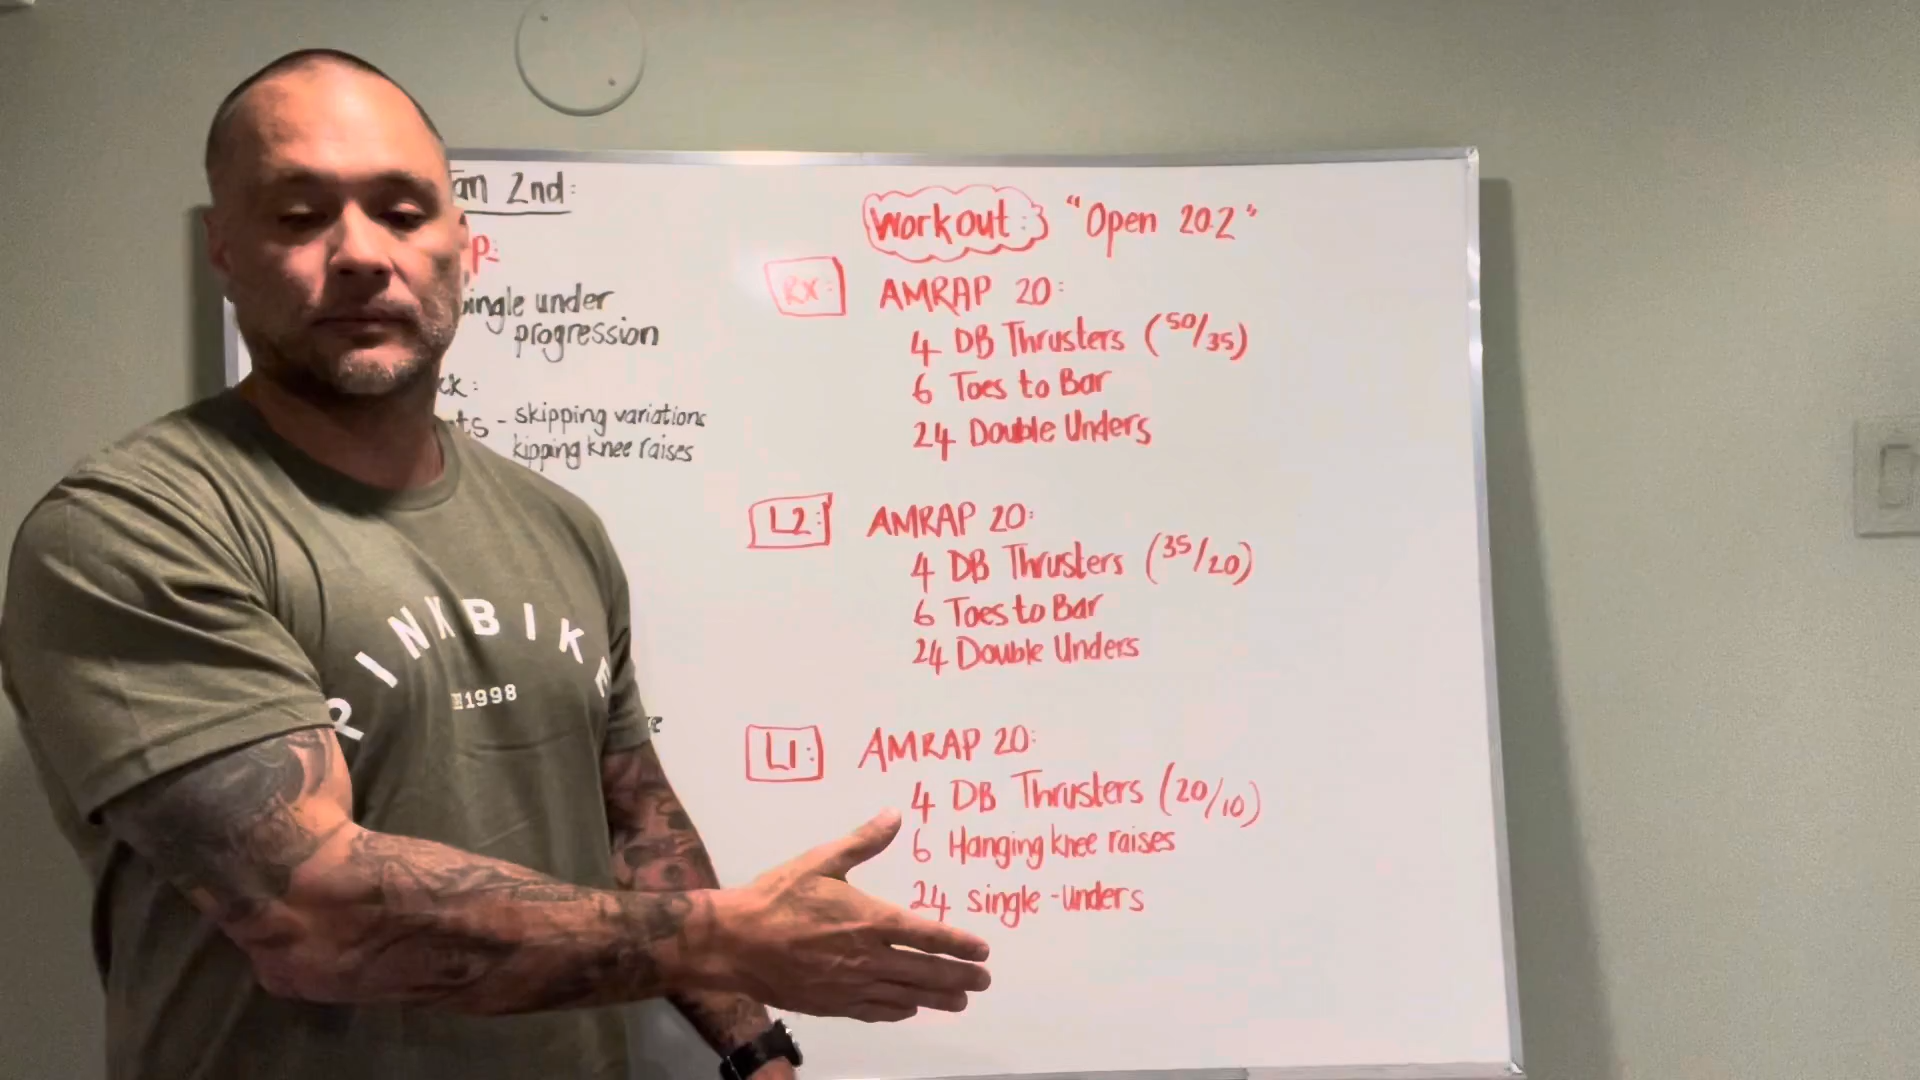 Jan 2nd:
single under
progression
skipping variations
kipping knee raises
Workout: "Open 20.2"
Rx: AMRAP 20:
4 DB Thrusters (50/35)
6 Toes to Bar
24 Double Unders
L2: AMRAP 20:
4 DB Thrusters (35/20)
6 Toes to Bar
24 Double Unders
L1: AMRAP 20:
4 DB Thrusters (20/10)
6 Hanging knee raises
24 single-unders
PINKBIKE
1998